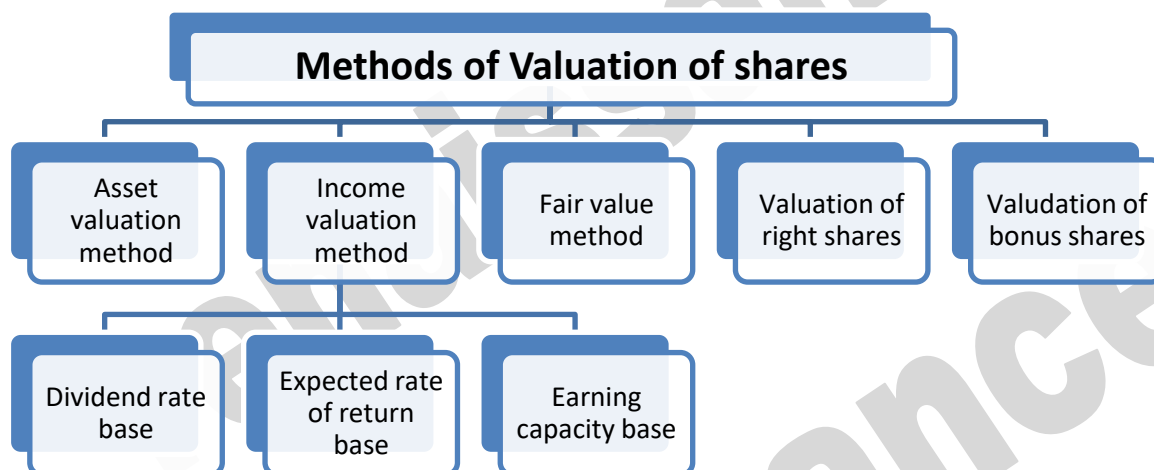 Methods of Valuation of shares
Asset
valuation
method
Income
valuation
method
Fair value
method
Valuation of
right shares
Valudation of
bonus shares
Dividend rate
base
Expected rate
of return
base
Earning
capacity base